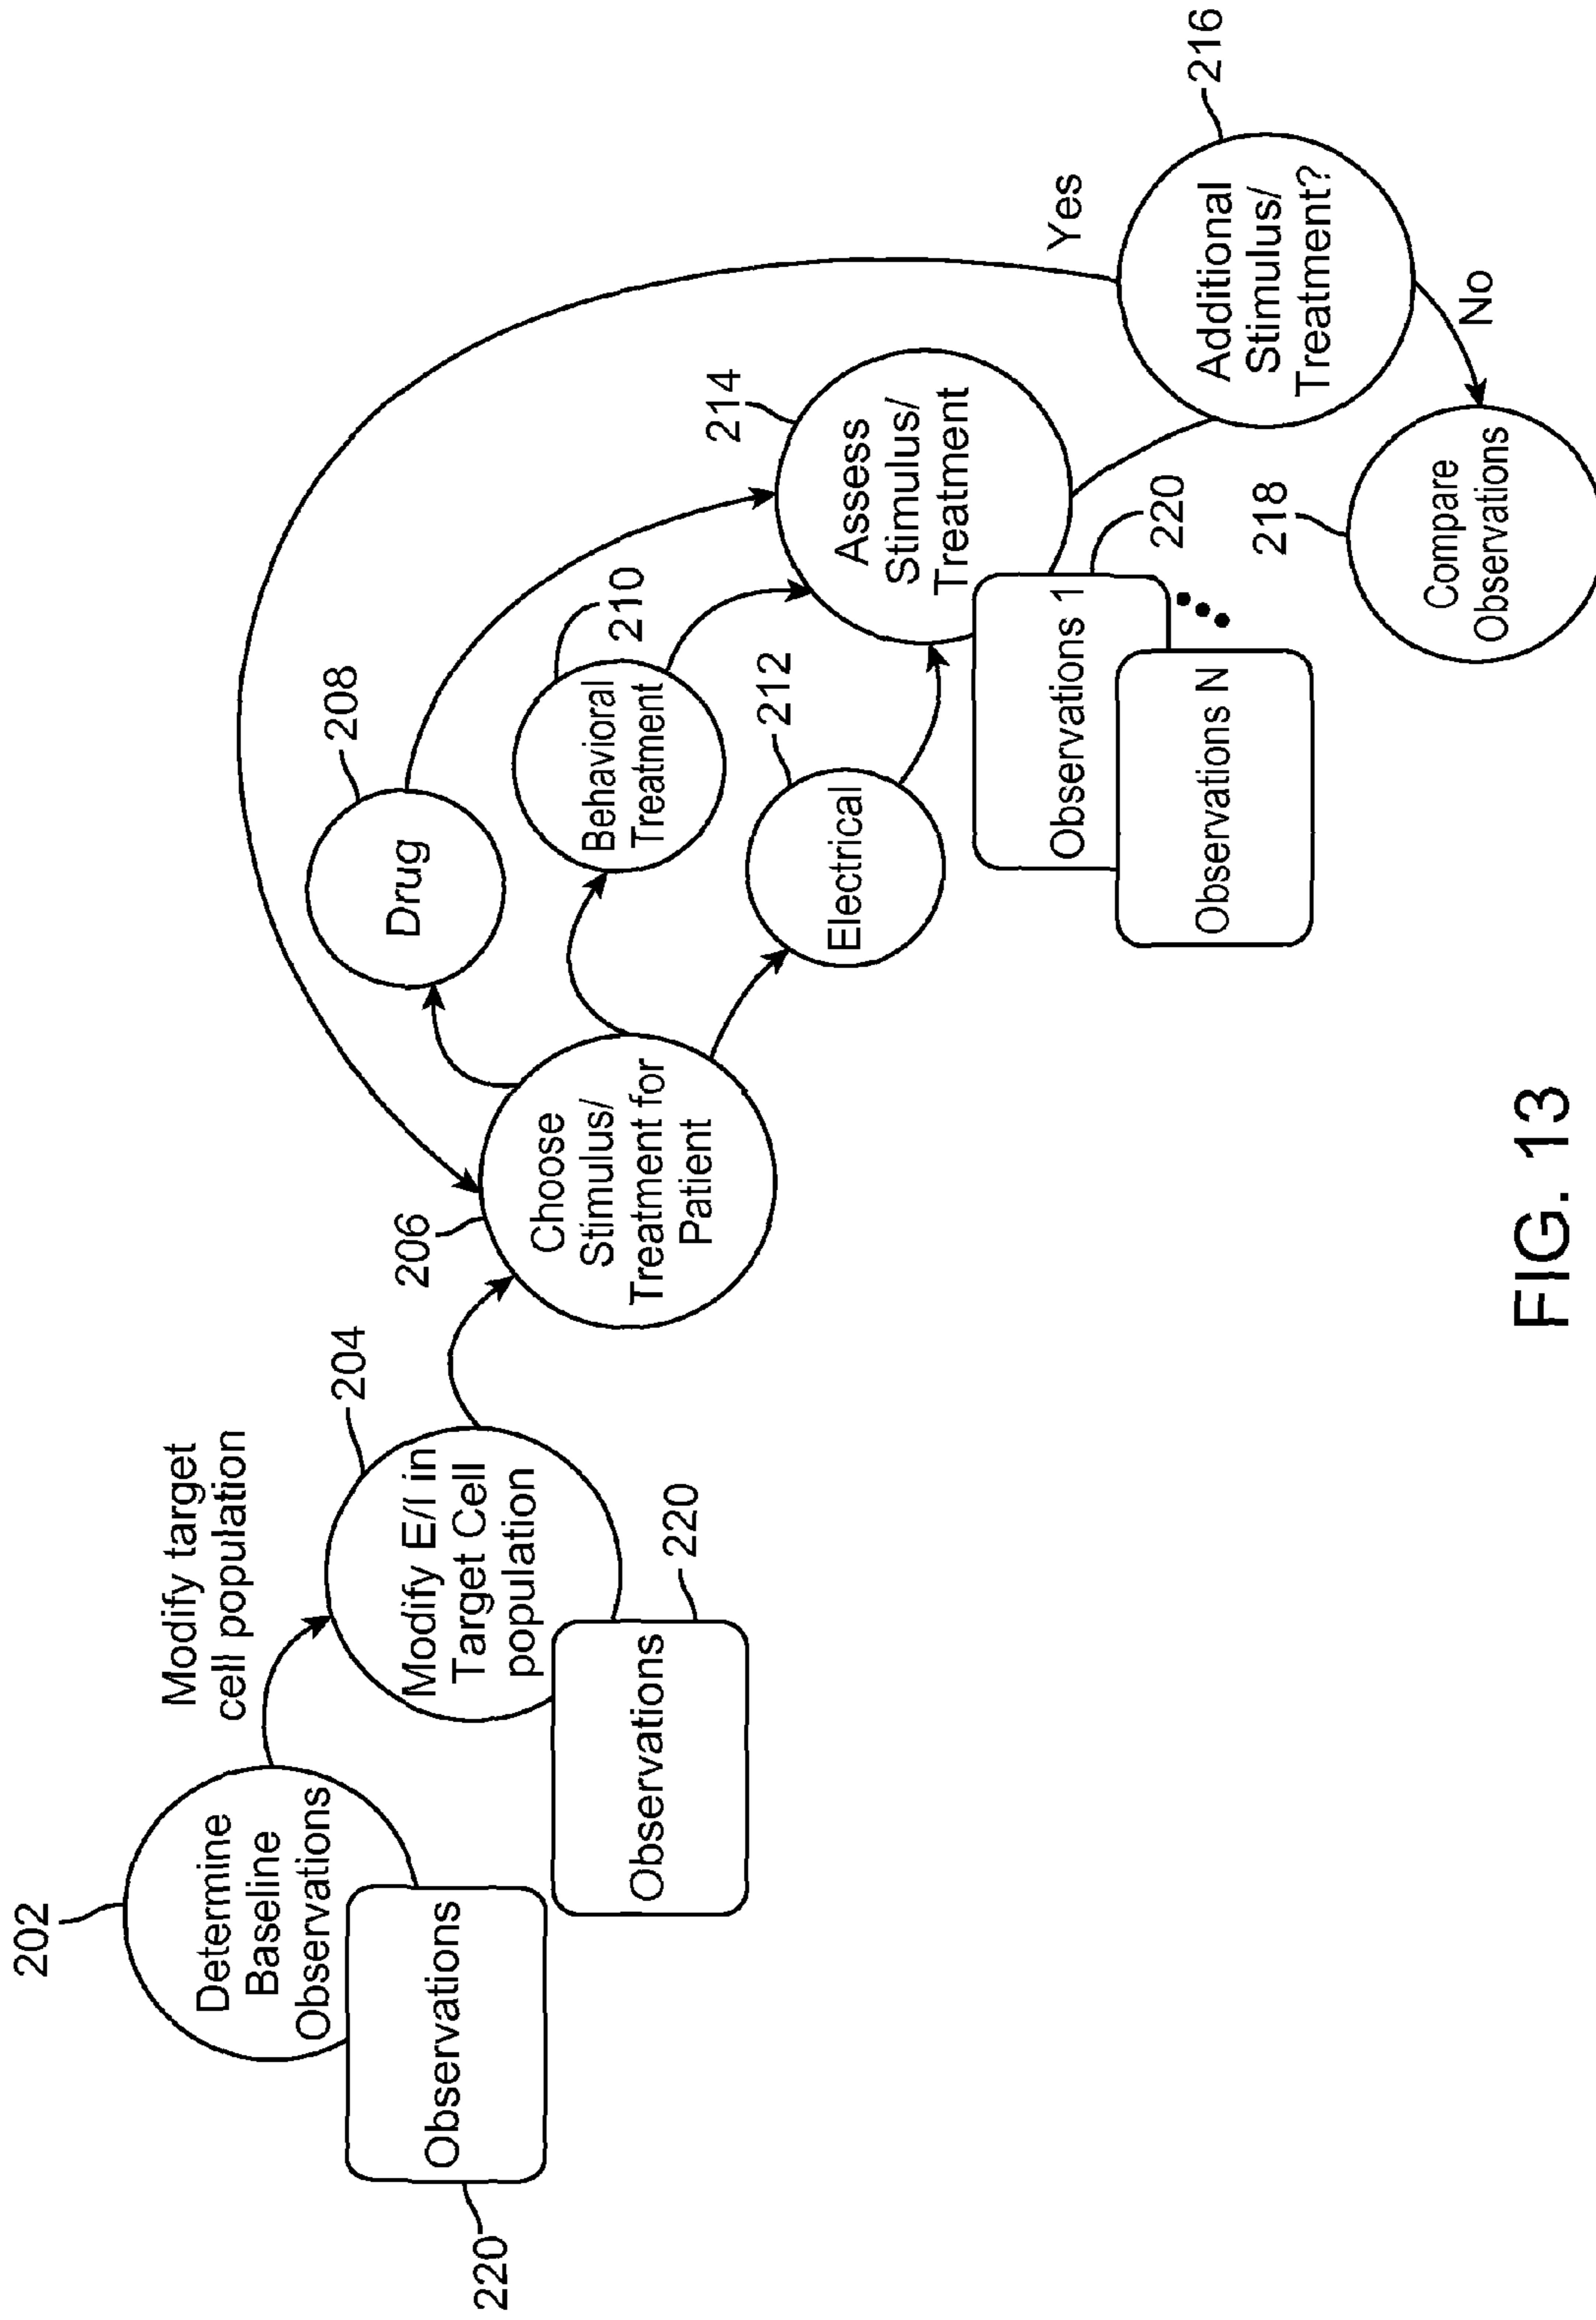 202
Determine
Baseline
Observations
Observations
220
Modify target
cell population
204
Modify E/I in
Target Cell
population
Observations
220
206
Choose
Stimulus/
Treatment for
Patient
208
Drug
210
Behavioral
Treatment
212
Electrical
214
Assess
Stimulus/
Treatment
Observations 1
220
Observations N
Yes
216
Additional
Stimulus/
Treatment?
No
218
Compare
Observations
FIG. 13